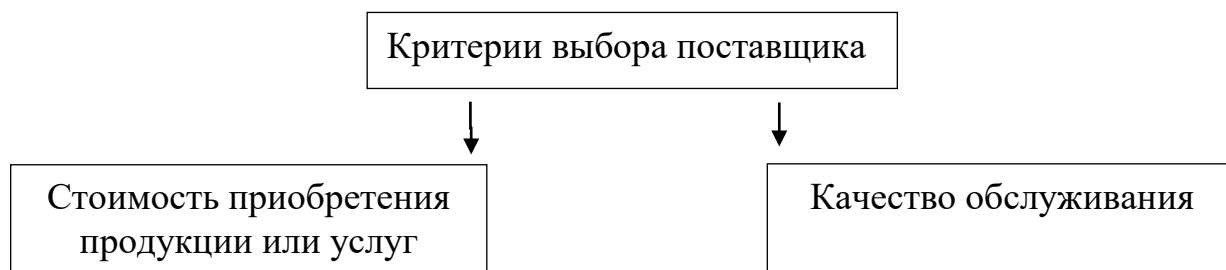 Критерии выбора поставщика
Стоимость приобретения
продукции или услуг
Качество обслуживания